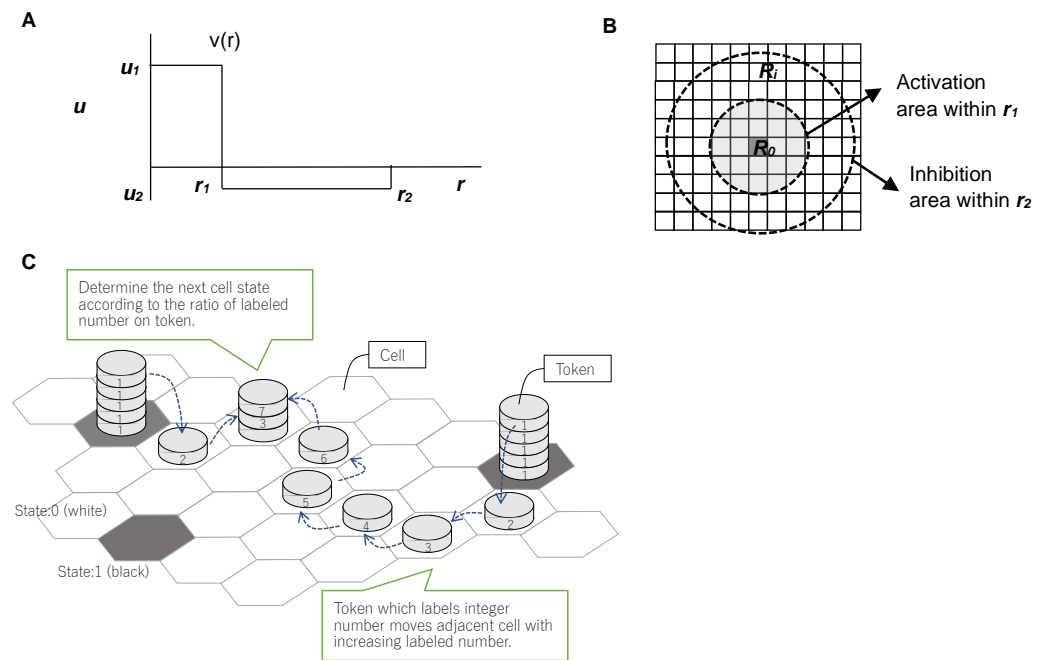 A
v(r)
u1
u
u2
r1
r2
r
B
Ri
R0
Activation
area within r1
Inhibition
area within r2
C
Determine the next cell state
according to the ratio of labeled
number on token.
Cell
Token
1
1
1
1
1
2
7
3
6
1
1
1
1
1
5
4
3
2
State:0 (white)
State:1 (black)
Token which labels integer
number moves adjacent cell with
increasing labeled number.